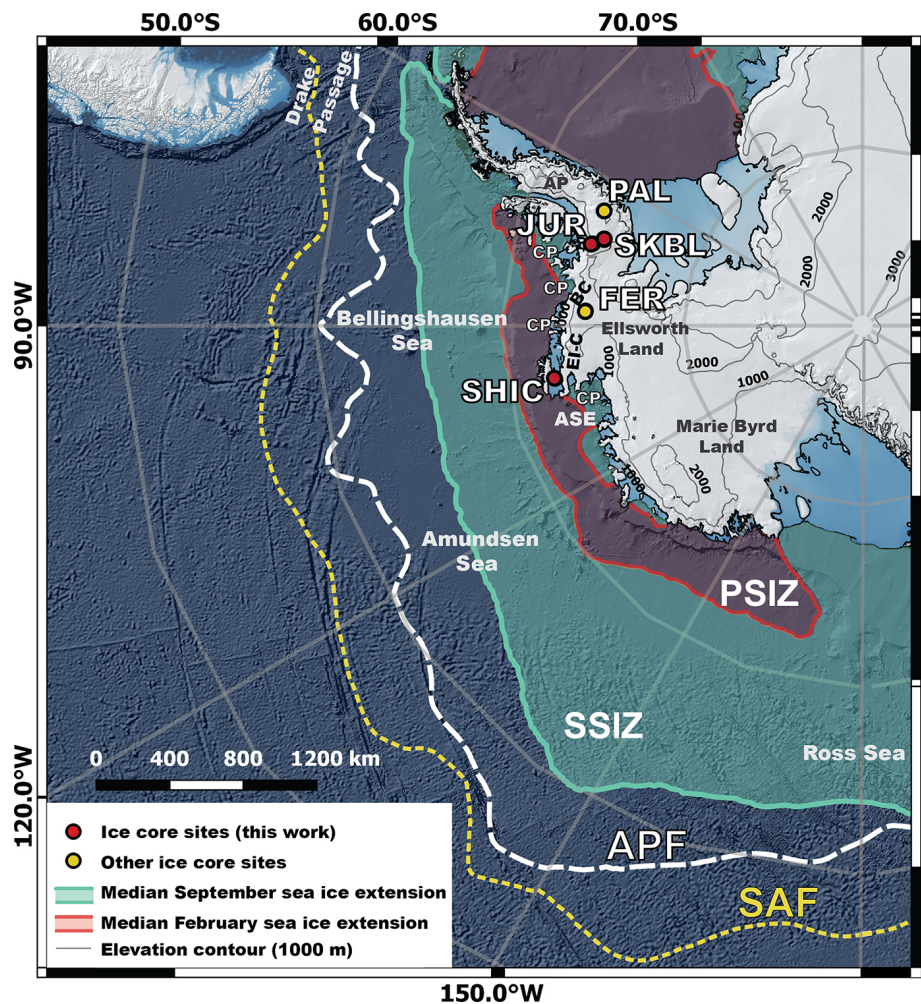 50.0°S 60.0°S 70.0°S
Drake
Passage
AP
PAL
JUR
SKBL
CP
CP
BC
FER
1000
CP
Bellingshausen
Sea
Ellsworth
Land
EI-C
1000
2000
1000
2000
2000
3000
90.0°W
SHIC
CP
ASE
Marie Byrd
Land
2000
1000
Amundsen
Sea
PSIZ
SSIZ
Ross Sea
0 400 800 1200 km
120.0°W
APF
SAF
Ice core sites (this work)
Other ice core sites
Median September sea ice extension
Median February sea ice extension
Elevation contour (1000 m)
150.0°W